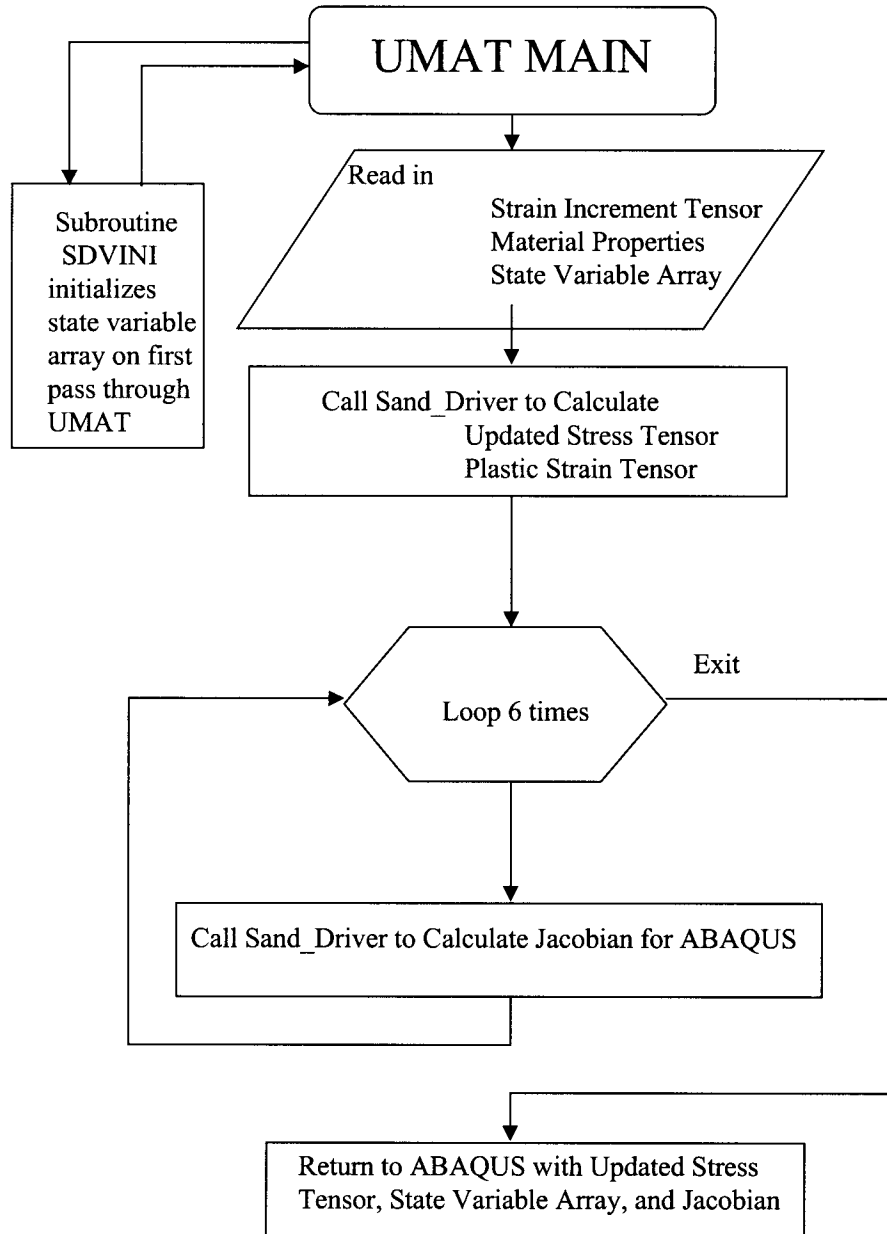 UMAT MAIN
Read in
Strain Increment Tensor
Material Properties
State Variable Array
Subroutine
SDVINI
initializes
state variable
array on first
pass through
UMAT
Call Sand_Driver to Calculate
Updated Stress Tensor
Plastic Strain Tensor
Exit
Loop 6 times
Call Sand_Driver to Calculate Jacobian for ABAQUS
Return to ABAQUS with Updated Stress
Tensor, State Variable Array, and Jacobian